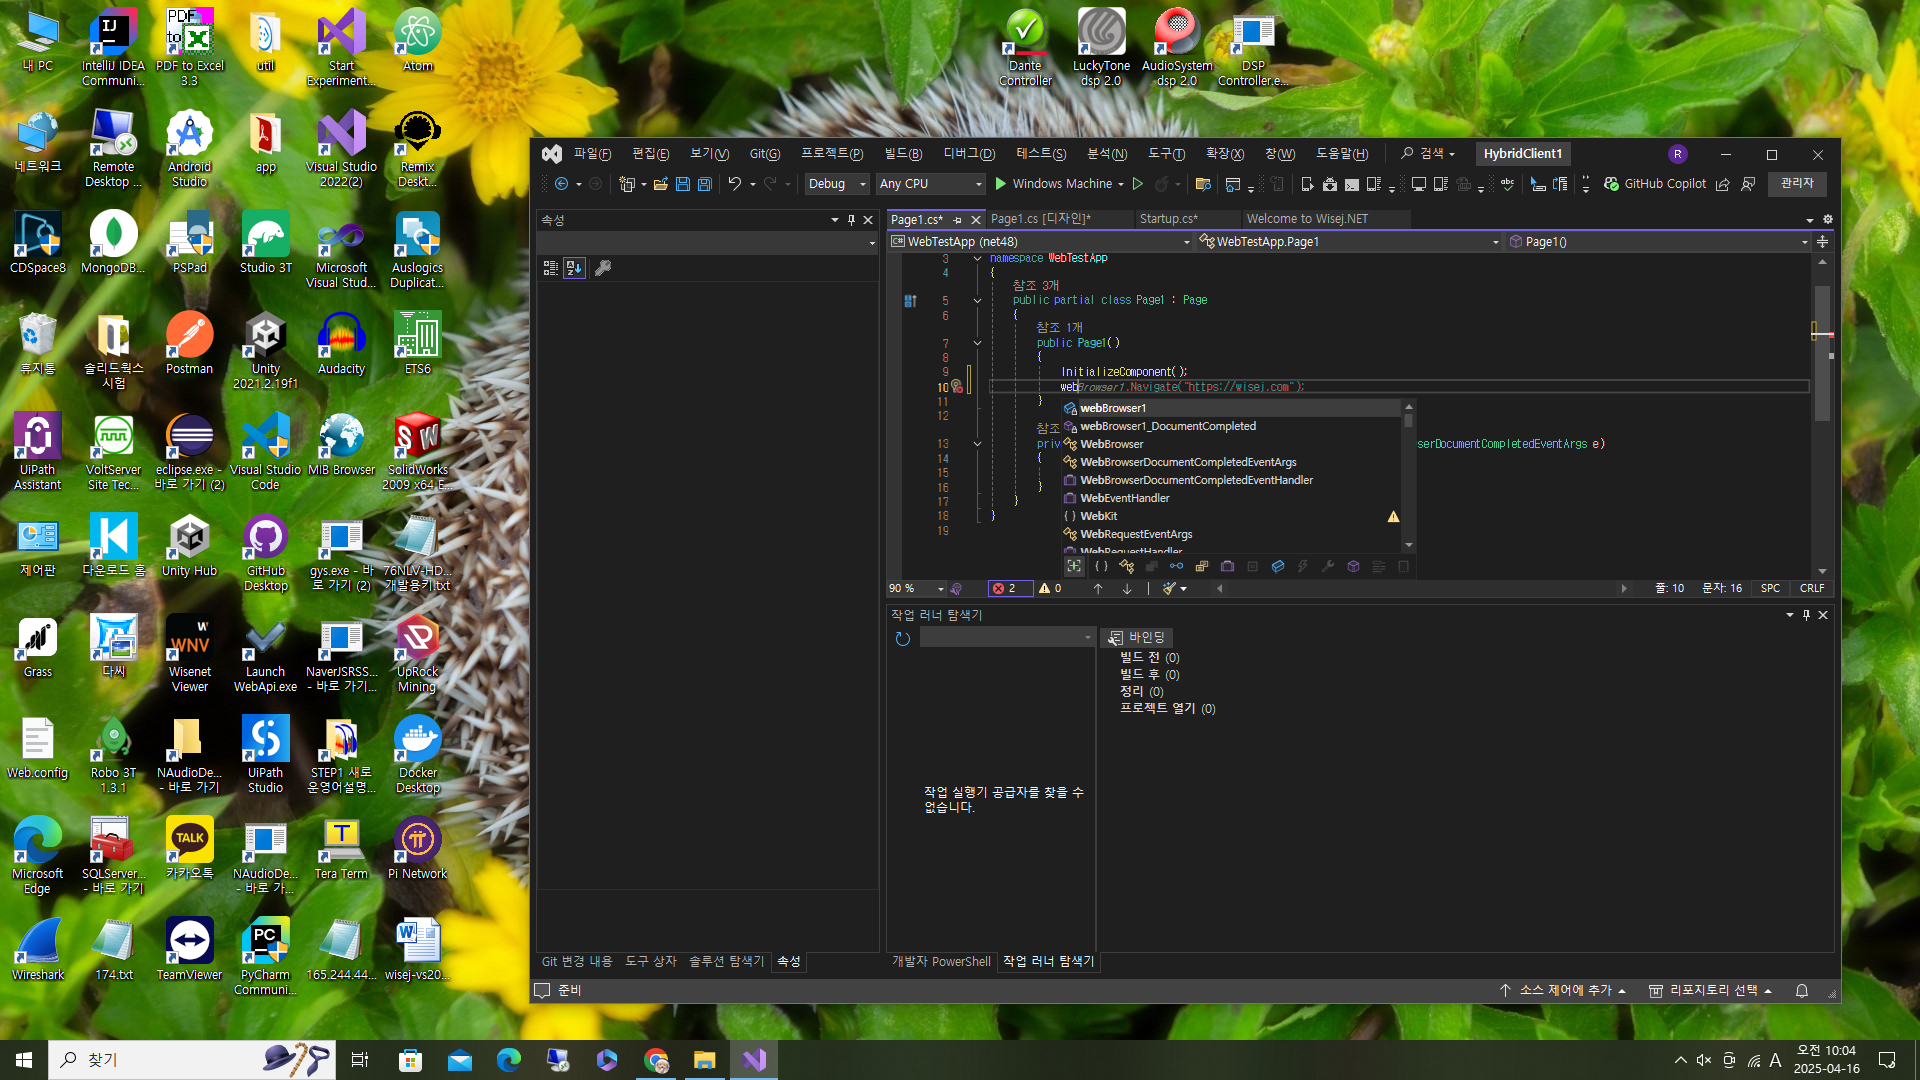 내 PC
IntelliJ IDEA
Communi...
PDF to Excel
3.3
util
Start
Experiment...
Atom
네트워크
Remote
Desktop ...
Android
Studio
app
Visual Studio
2022(2)
Remix
Deskt...
CDSpace8
MongoDB...
PSPad
Studio 3T
Microsoft
Visual Stud...
Auslogics
Duplicat...
휴지통
솔리드웍스
시험
Postman
Unity
2021.2.19f1
Audacity
ETS6
UiPath
Assistant
VoltServer
Site Tec...
eclipse.exe -
바로 가기 (2)
Visual Studio
Code
MIB Browser
SolidWorks
2009 x64 E...
제어판
다운로드 홈
Unity Hub
GitHub
Desktop
gys.exe - 바
로 가기 (2)
76NLV-HD...
개발용키.txt
Grass
다씨
Wisenet
Viewer
Launch
WebApi.exe
NaverJSRSS...
- 바로 가기...
UpRock
Mining
Web.config
Robo 3T
1.3.1
NAudioDe...
- 바로 가기
UiPath
Studio
STEP1 새로
운영어설명...
Docker
Desktop
Microsoft
Edge
SQLServer...
- 바로 가기
카카오톡
NAudioDe...
- 바로 가...
Tera Term
Pi Network
Wireshark
174.txt
TeamViewer
PyCharm
Communi...
165.244.44...
wisej-vs20...
Dante
Controller
LuckyTone
dsp 2.0
AudioSystem
dsp 2.0
DSP
Controller.e...
파일(F) 편집(E) 보기(V) Git(G) 프로젝트(P) 빌드(B) 디버그(D) 테스트(S) 분석(N) 도구(T) 확장(X) 창(W) 도움말(H) 검색 HybridClient1 R
Debug Any CPU Windows Machine GitHub Copilot 관리자
속성
Page1.cs* Page1.cs [디자인]* Startup.cs* Welcome to Wisej.NET
WebTestApp (net48) WebTestApp.Page1 Page1()
3 namespace WebTestApp
4 {
참조 3개
5 public partial class Page1 : Page
6 {
참조 1개
7 public Page1()
8 {
9 InitializeComponent();
10 webBrowser1.Navigate("https://wisej.com");
11 }
12
참조
13 priv serDocumentCompletedEventArgs e)
14 {
15
16 }
17 }
18 }
19
webBrowser1
webBrowser1_DocumentCompleted
WebBrowser
WebBrowserDocumentCompletedEventArgs
WebBrowserDocumentCompletedEventHandler
WebEventHandler
{ } WebKit
WebRequestEventArgs
WebRequestHandler
90 % 2 0 줄: 10 문자: 16 SPC CRLF
작업 러너 탐색기
바인딩
빌드 전 (0)
빌드 후 (0)
정리 (0)
프로젝트 열기 (0)
작업 실행기 공급자를 찾을 수
없습니다.
Git 변경 내용 도구 상자 솔루션 탐색기 속성
개발자 PowerShell 작업 러너 탐색기
준비 소스 제어에 추가 리포지토리 선택
찾기
A
오전 10:04
2025-04-16